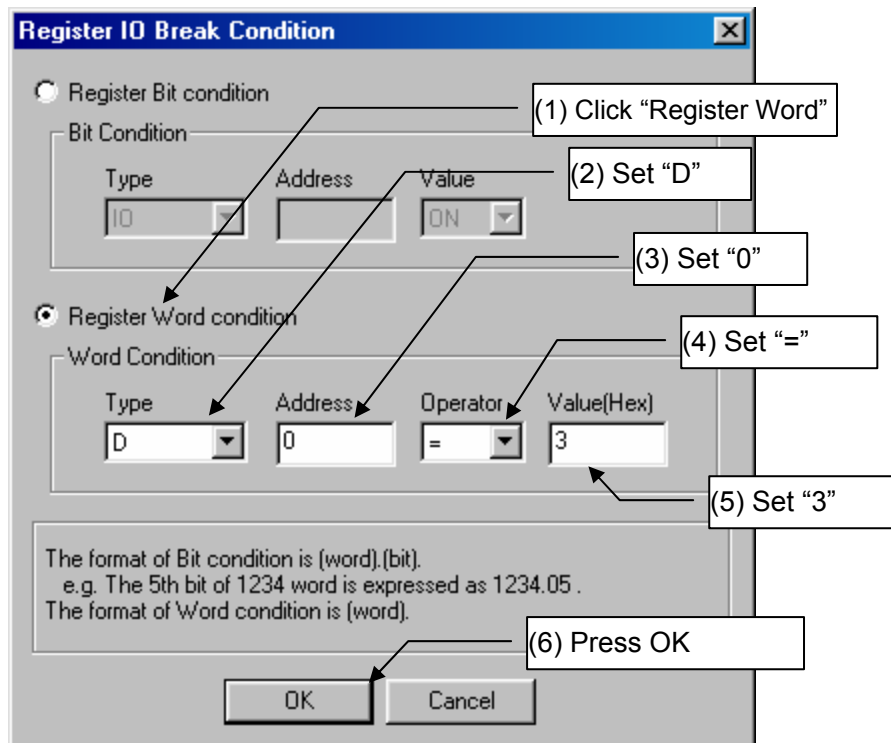 Register IO Break Condition
Register Bit condition
(1) Click “Register Word”
Bit Condition
(2) Set “D”
Type Address Value
IO ON
(3) Set “0”
Register Word condition
(4) Set “=”
Word Condition
Type Address Operator Value(Hex)
D 0 = 3
(5) Set “3”
The format of Bit condition is (word).(bit).
e.g. The 5th bit of 1234 word is expressed as 1234.05 .
The format of Word condition is (word).
(6) Press OK
OK Cancel